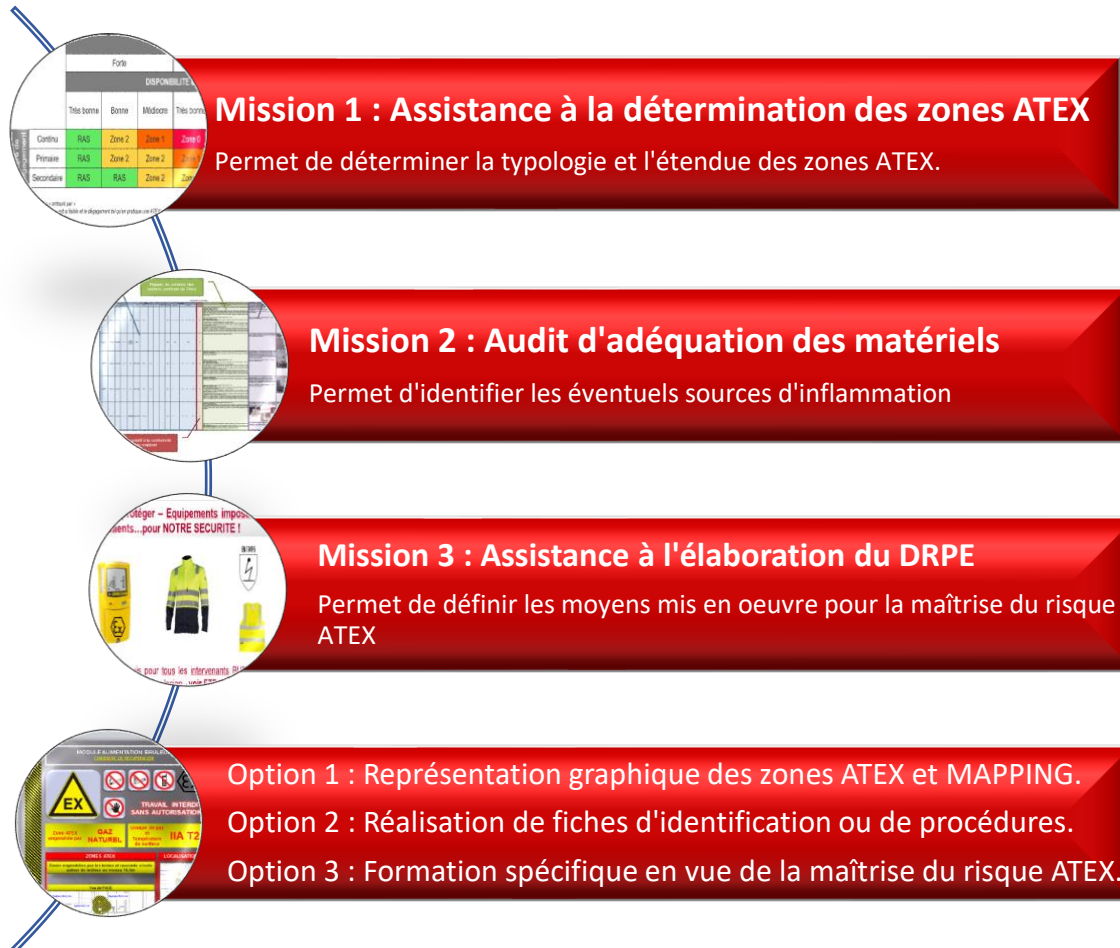 Forte
DISPONIBILITE
Très bonne Bonne Médiocre Très bonne
Continu RAS Zone 2 Zone 1 Zone 0
Primaire RAS Zone 2 Zone 2
Secondaire RAS RAS Zone 2
Mission 1 : Assistance à la détermination des zones ATEX
Permet de déterminer la typologie et l'étendue des zones ATEX.
Mission 2 : Audit d'adéquation des matériels
Permet d'identifier les éventuels sources d'inflammation
otéger – Equipements impos
ments...pour NOTRE SECURITE !
Mission 3 : Assistance à l'élaboration du DRPE
Permet de définir les moyens mis en oeuvre pour la maîtrise du risque
ATEX
is pour tous les intervenants
MODULE ALIMENTATION BRULEU
EX
TRAVAIL INTERDI
SANS AUTORISATION
GAZ
NATUREL
IIA T2
ZONES ATEX
LOCALISATI
Option 1 : Représentation graphique des zones ATEX et MAPPING.
Option 2 : Réalisation de fiches d'identification ou de procédures.
Option 3 : Formation spécifique en vue de la maîtrise du risque ATEX.